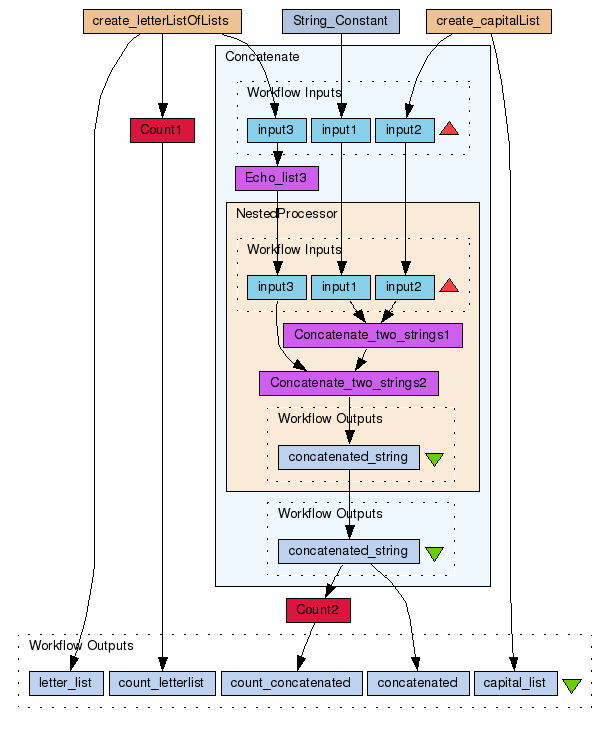 create_letterListOfLists
String_Constant
create_capitalList
Concatenate
Workflow Inputs
Count1
input3
input1
input2
Echo_list3
NestedProcessor
Workflow Inputs
input3
input1
input2
Concatenate_two_strings1
Concatenate_two_strings2
Workflow Outputs
concatenated_string
Workflow Outputs
concatenated_string
Count2
Workflow Outputs
letter_list
count_letterlist
count_concatenated
concatenated
capital_list